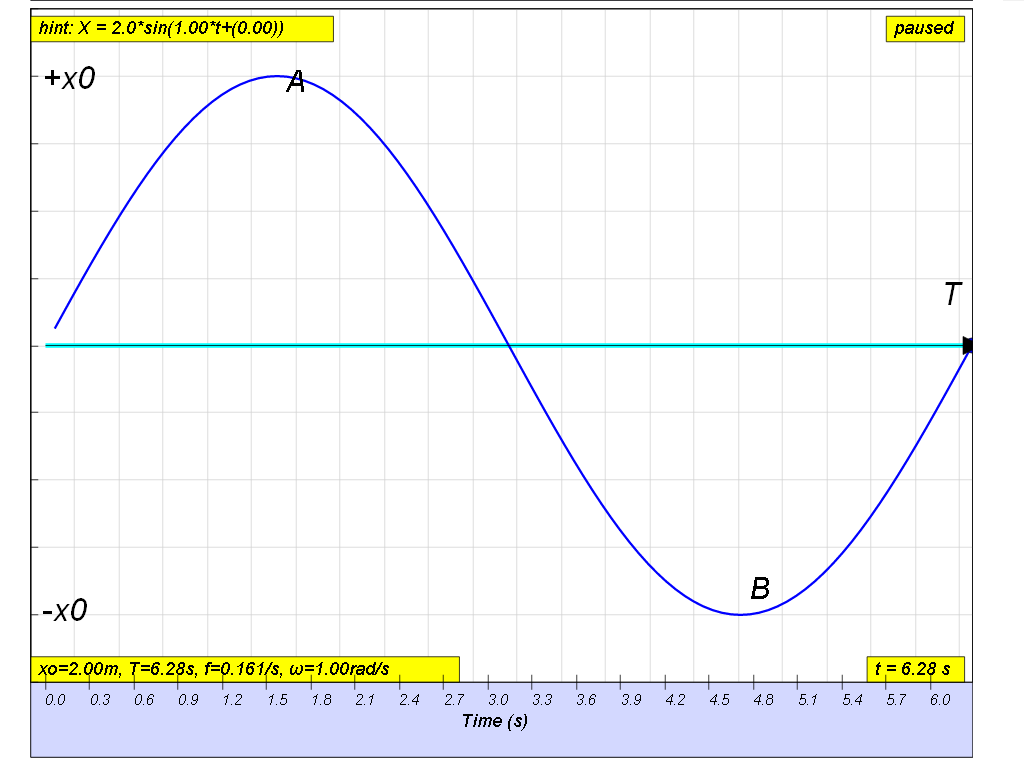 hint: X = 2.0*sin(1.00*t+(0.00))
paused
+x0
A
T
B
-x0
xo=2.00m, T=6.28s, f=0.161/s, ω=1.00rad/s
t = 6.28 s
0.0 0.3 0.6 0.9 1.2 1.5 1.8 2.1 2.4 2.7 3.0 3.3 3.6 3.9 4.2 4.5 4.8 5.1 5.4 5.7 6.0
Time (s)